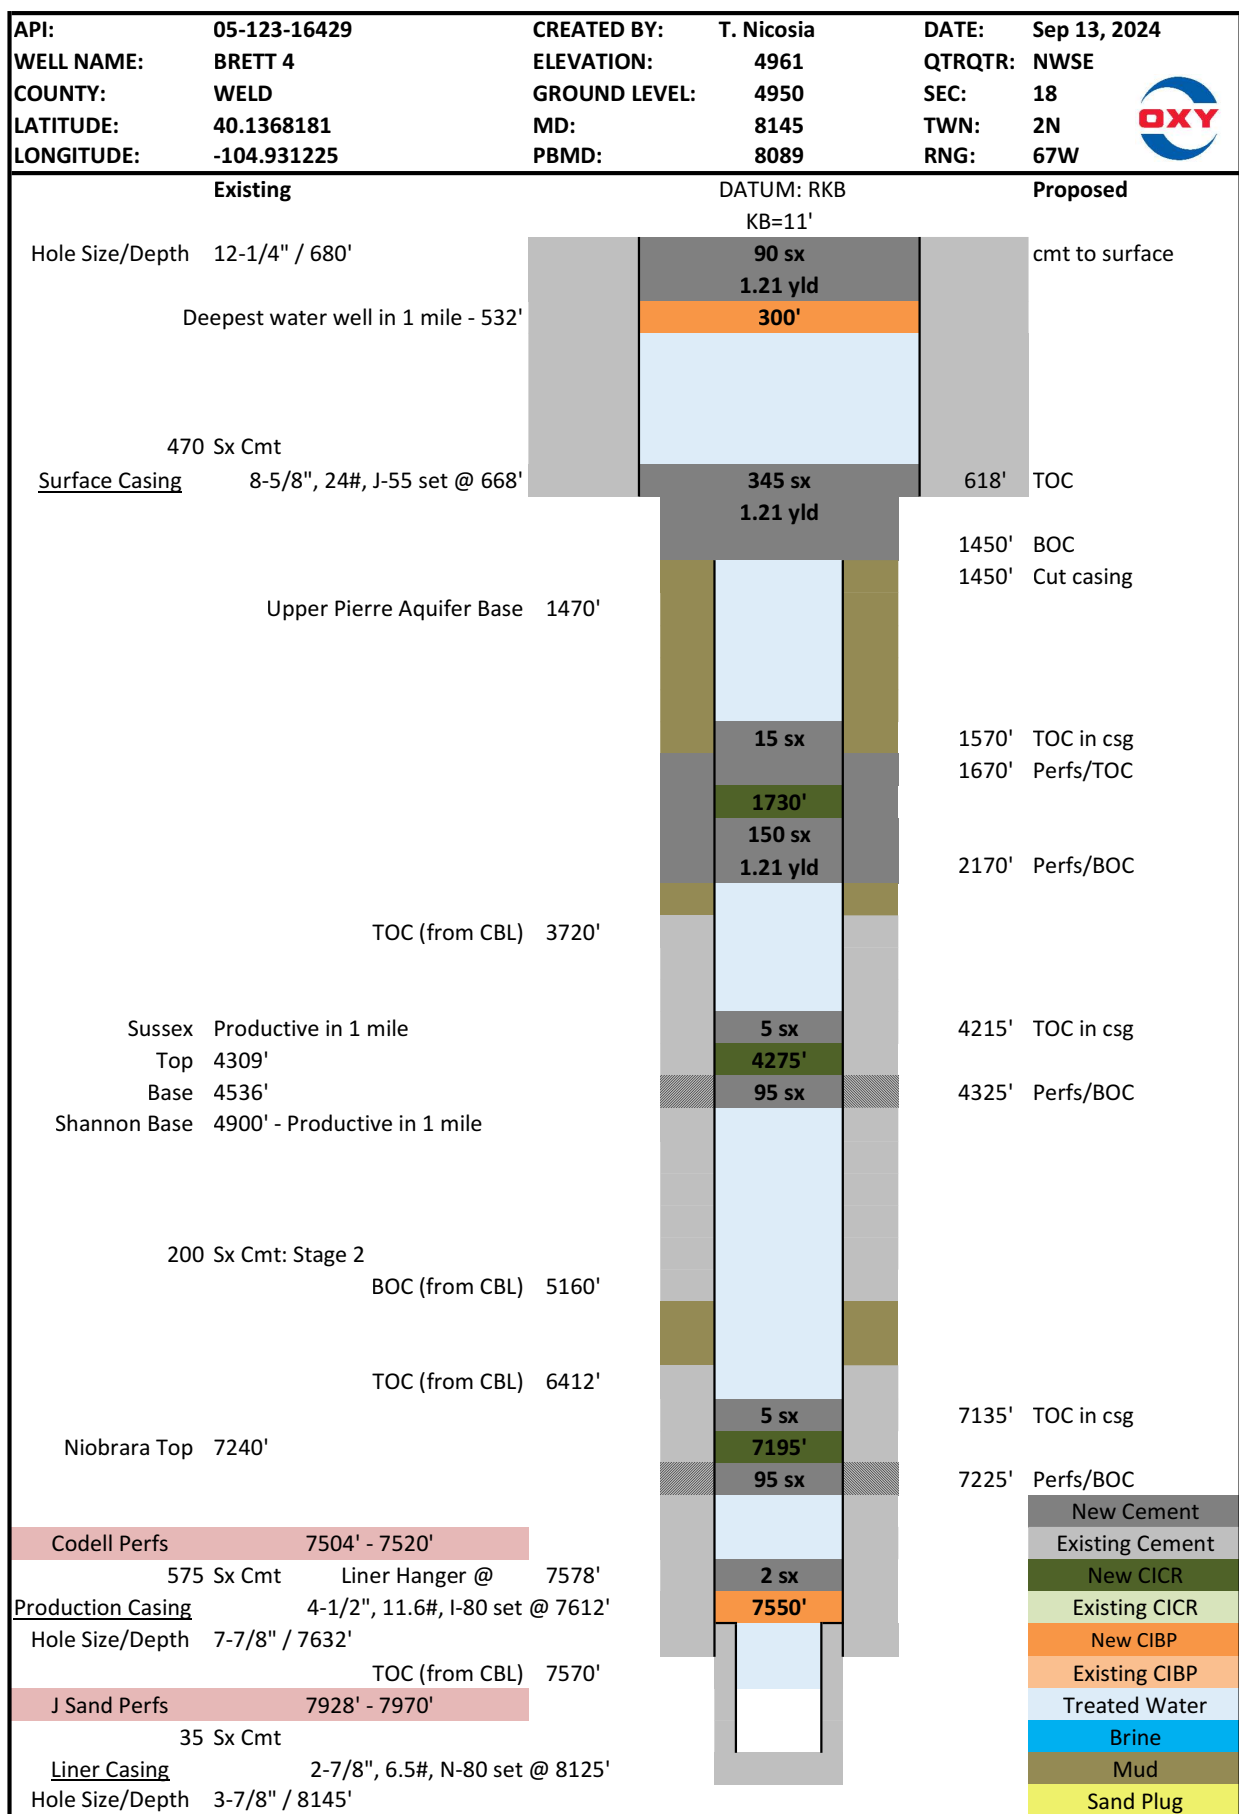 API: 05-123-16429 CREATED BY: T. Nicosia DATE: Sep 13, 2024
WELL NAME: BRETT 4 ELEVATION: 4961 QTRQTR: NWSE
COUNTY: WELD GROUND LEVEL: 4950 SEC: 18
LATITUDE: 40.1368181 MD: 8145 TWN: 2N
LONGITUDE: -104.931225 PBMD: 8089 RNG: 67W
OXY
Existing DATUM: RKB Proposed
KB=11'
Hole Size/Depth 12-1/4" / 680' 90 sx cmt to surface
1.21 yld
Deepest water well in 1 mile - 532' 300'
470 Sx Cmt
Surface Casing 8-5/8", 24#, J-55 set @ 668' 345 sx 618' TOC
1.21 yld
1450' BOC
1450' Cut casing
Upper Pierre Aquifer Base 1470'
15 sx 1570' TOC in csg
1670' Perfs/TOC
1730'
150 sx
1.21 yld 2170' Perfs/BOC
TOC (from CBL) 3720'
Sussex Productive in 1 mile 5 sx 4215' TOC in csg
Top 4309' 4275'
Base 4536' 95 sx 4325' Perfs/BOC
Shannon Base 4900' - Productive in 1 mile
200 Sx Cmt: Stage 2
BOC (from CBL) 5160'
TOC (from CBL) 6412'
5 sx 7135' TOC in csg
Niobrara Top 7240' 7195'
95 sx 7225' Perfs/BOC
New Cement
Codell Perfs 7504' - 7520' Existing Cement
575 Sx Cmt Liner Hanger @ 7578' 2 sx New CICR
Production Casing 4-1/2", 11.6#, I-80 set @ 7612' 7550' Existing CICR
Hole Size/Depth 7-7/8" / 7632' New CIBP
TOC (from CBL) 7570' Existing CIBP
J Sand Perfs 7928' - 7970' Treated Water
35 Sx Cmt Brine
Liner Casing 2-7/8", 6.5#, N-80 set @ 8125' Mud
Hole Size/Depth 3-7/8" / 8145' Sand Plug